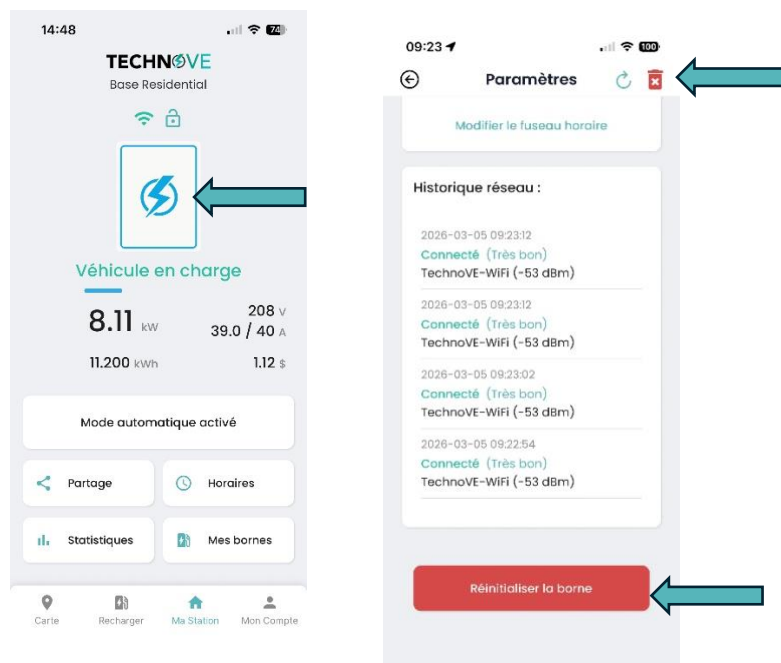 14:48
74
TECHNOVE
Base Residential
Véhicule en charge
8.11 kW
208 V
39.0 / 40 A
11.200 kWh
1.12 $
Mode automatique activé
Partage
Horaires
Statistiques
Mes bornes
Carte
Recharger
Ma Station
Mon Compte
09:23
100
Paramètres
Modifier le fuseau horaire
Historique réseau :
2026-03-05 09:23:12
Connecté (Très bon)
TechnoVE-WiFi (-53 dBm)
2026-03-05 09:23:12
Connecté (Très bon)
TechnoVE-WiFi (-53 dBm)
2026-03-05 09:23:02
Connecté (Très bon)
TechnoVE-WiFi (-53 dBm)
2026-03-05 09:22:54
Connecté (Très bon)
TechnoVE-WiFi (-53 dBm)
Réinitialiser la borne